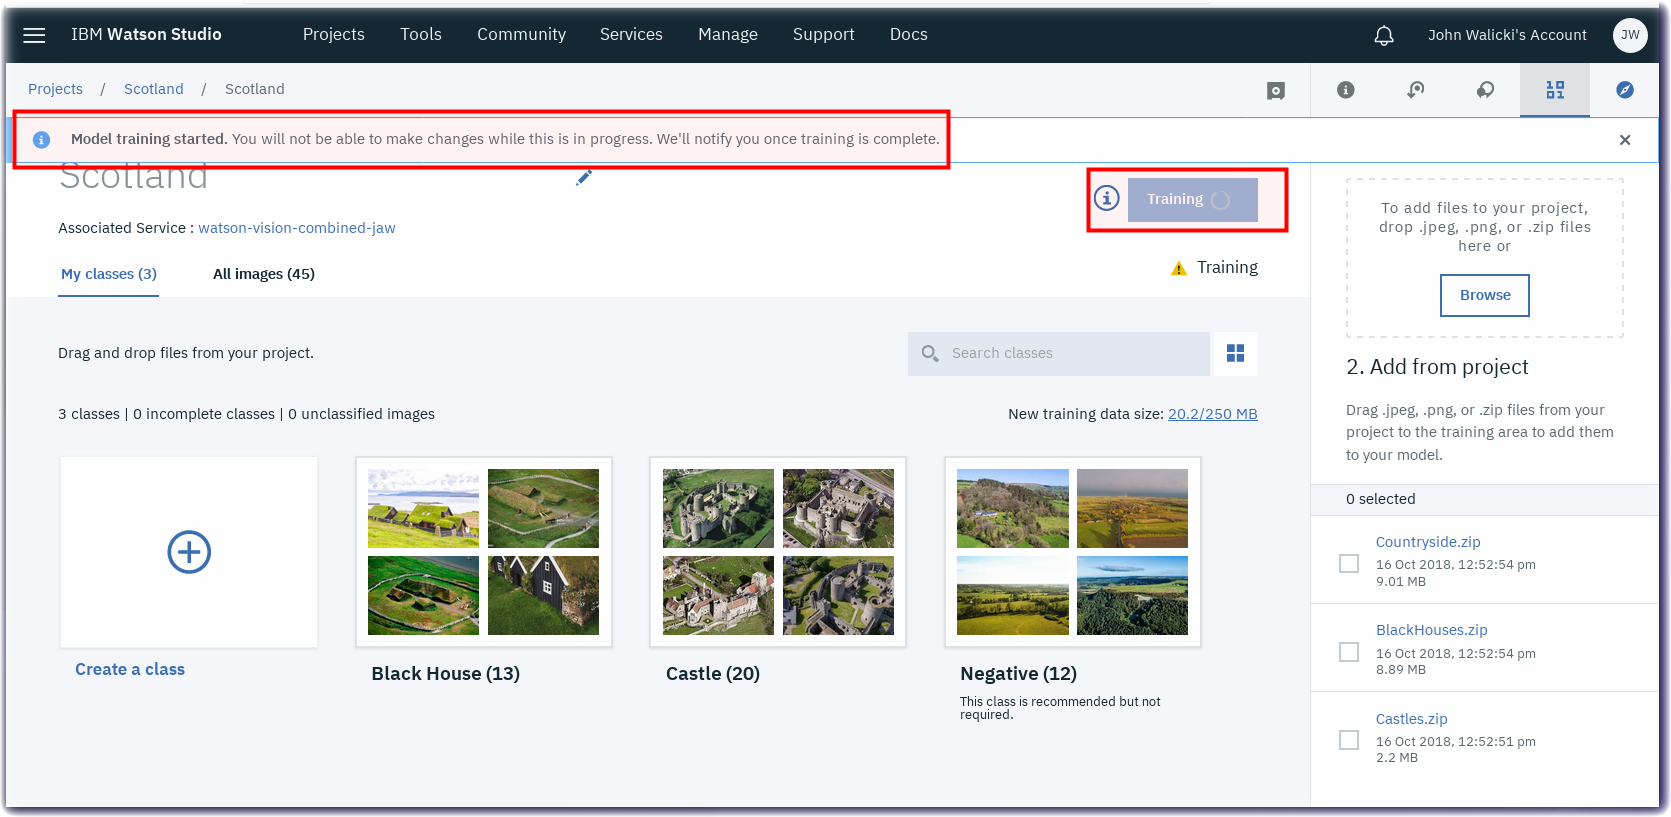 IBM Watson Studio
Projects
Tools
Community
Services
Manage
Support
Docs
John Walicki's Account
JW
Projects / Scotland / Scotland
Model training started. You will not be able to make changes while this is in progress. We'll notify you once training is complete.
Scotland
Training
Associated Service : watson-vision-combined-jaw
My classes (3)
All images (45)
Training
Drag and drop files from your project.
Search classes
3 classes | 0 incomplete classes | 0 unclassified images
New training data size: 20.2/250 MB
Create a class
Black House (13)
Castle (20)
Negative (12)
This class is recommended but not
required.
To add files to your project,
drop .jpeg, .png, or .zip files
here or
Browse
2. Add from project
Drag .jpeg, .png, or .zip files from your
project to the training area to add them
to your model.
0 selected
Countryside.zip
16 Oct 2018, 12:52:54 pm
9.01 MB
BlackHouses.zip
16 Oct 2018, 12:52:54 pm
8.89 MB
Castles.zip
16 Oct 2018, 12:52:51 pm
2.2 MB